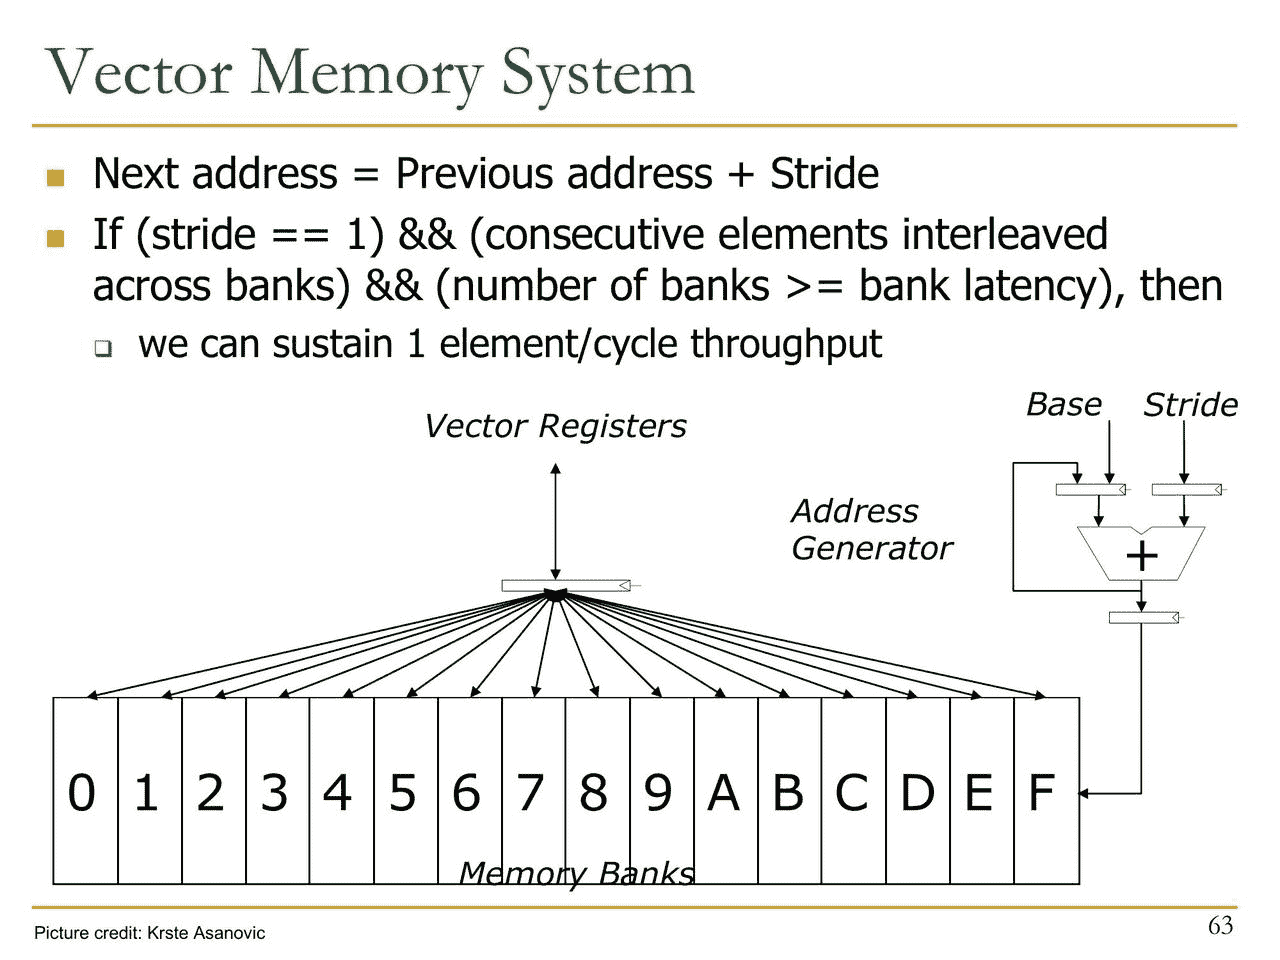 Vector Memory System
Next address = Previous address + Stride
If (stride == 1) && (consecutive elements interleaved
across banks) && (number of banks >= bank latency), then
we can sustain 1 element/cycle throughput
Base Stride
Vector Registers
Address
Generator
+
0 1 2 3 4 5 6 7 8 9 A B C D E F
Memory Banks
Picture credit: Krste Asanovic
63